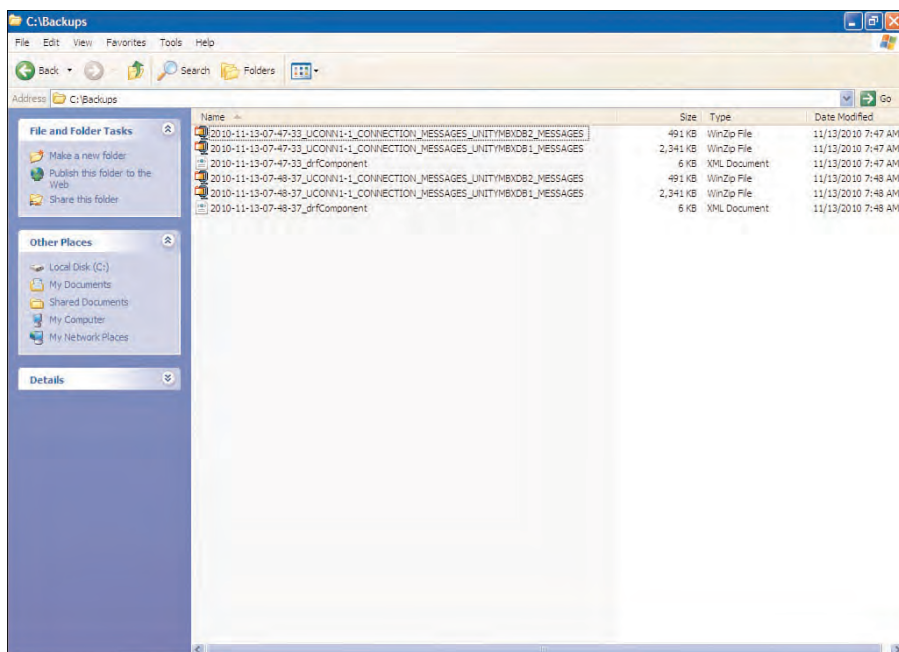 C:\Backups
File Edit View Favorites Tools Help
Back Search Folders
Address C:\Backups Go
Name Size Type Date Modified
File and Folder Tasks
Make a new folder
Publish this folder to the Web
Share this folder
Other Places
Local Disk (C:)
My Documents
Shared Documents
My Computer
My Network Places
Details
2010-11-13-07-47-33_UCONN1-1_CONNECTION_MESSAGES_UNITYMBXDB2_MESSAGES 491 KB WinZip File 11/13/2010 7:47 AM
2010-11-13-07-47-33_UCONN1-1_CONNECTION_MESSAGES_UNITYMBXDB1_MESSAGES 2,341 KB WinZip File 11/13/2010 7:47 AM
2010-11-13-07-47-33_drfComponent 6 KB XML Document 11/13/2010 7:47 AM
2010-11-13-07-48-37_UCONN1-1_CONNECTION_MESSAGES_UNITYMBXDB2_MESSAGES 491 KB WinZip File 11/13/2010 7:48 AM
2010-11-13-07-48-37_UCONN1-1_CONNECTION_MESSAGES_UNITYMBXDB1_MESSAGES 2,341 KB WinZip File 11/13/2010 7:48 AM
2010-11-13-07-48-37_drfComponent 6 KB XML Document 11/13/2010 7:48 AM